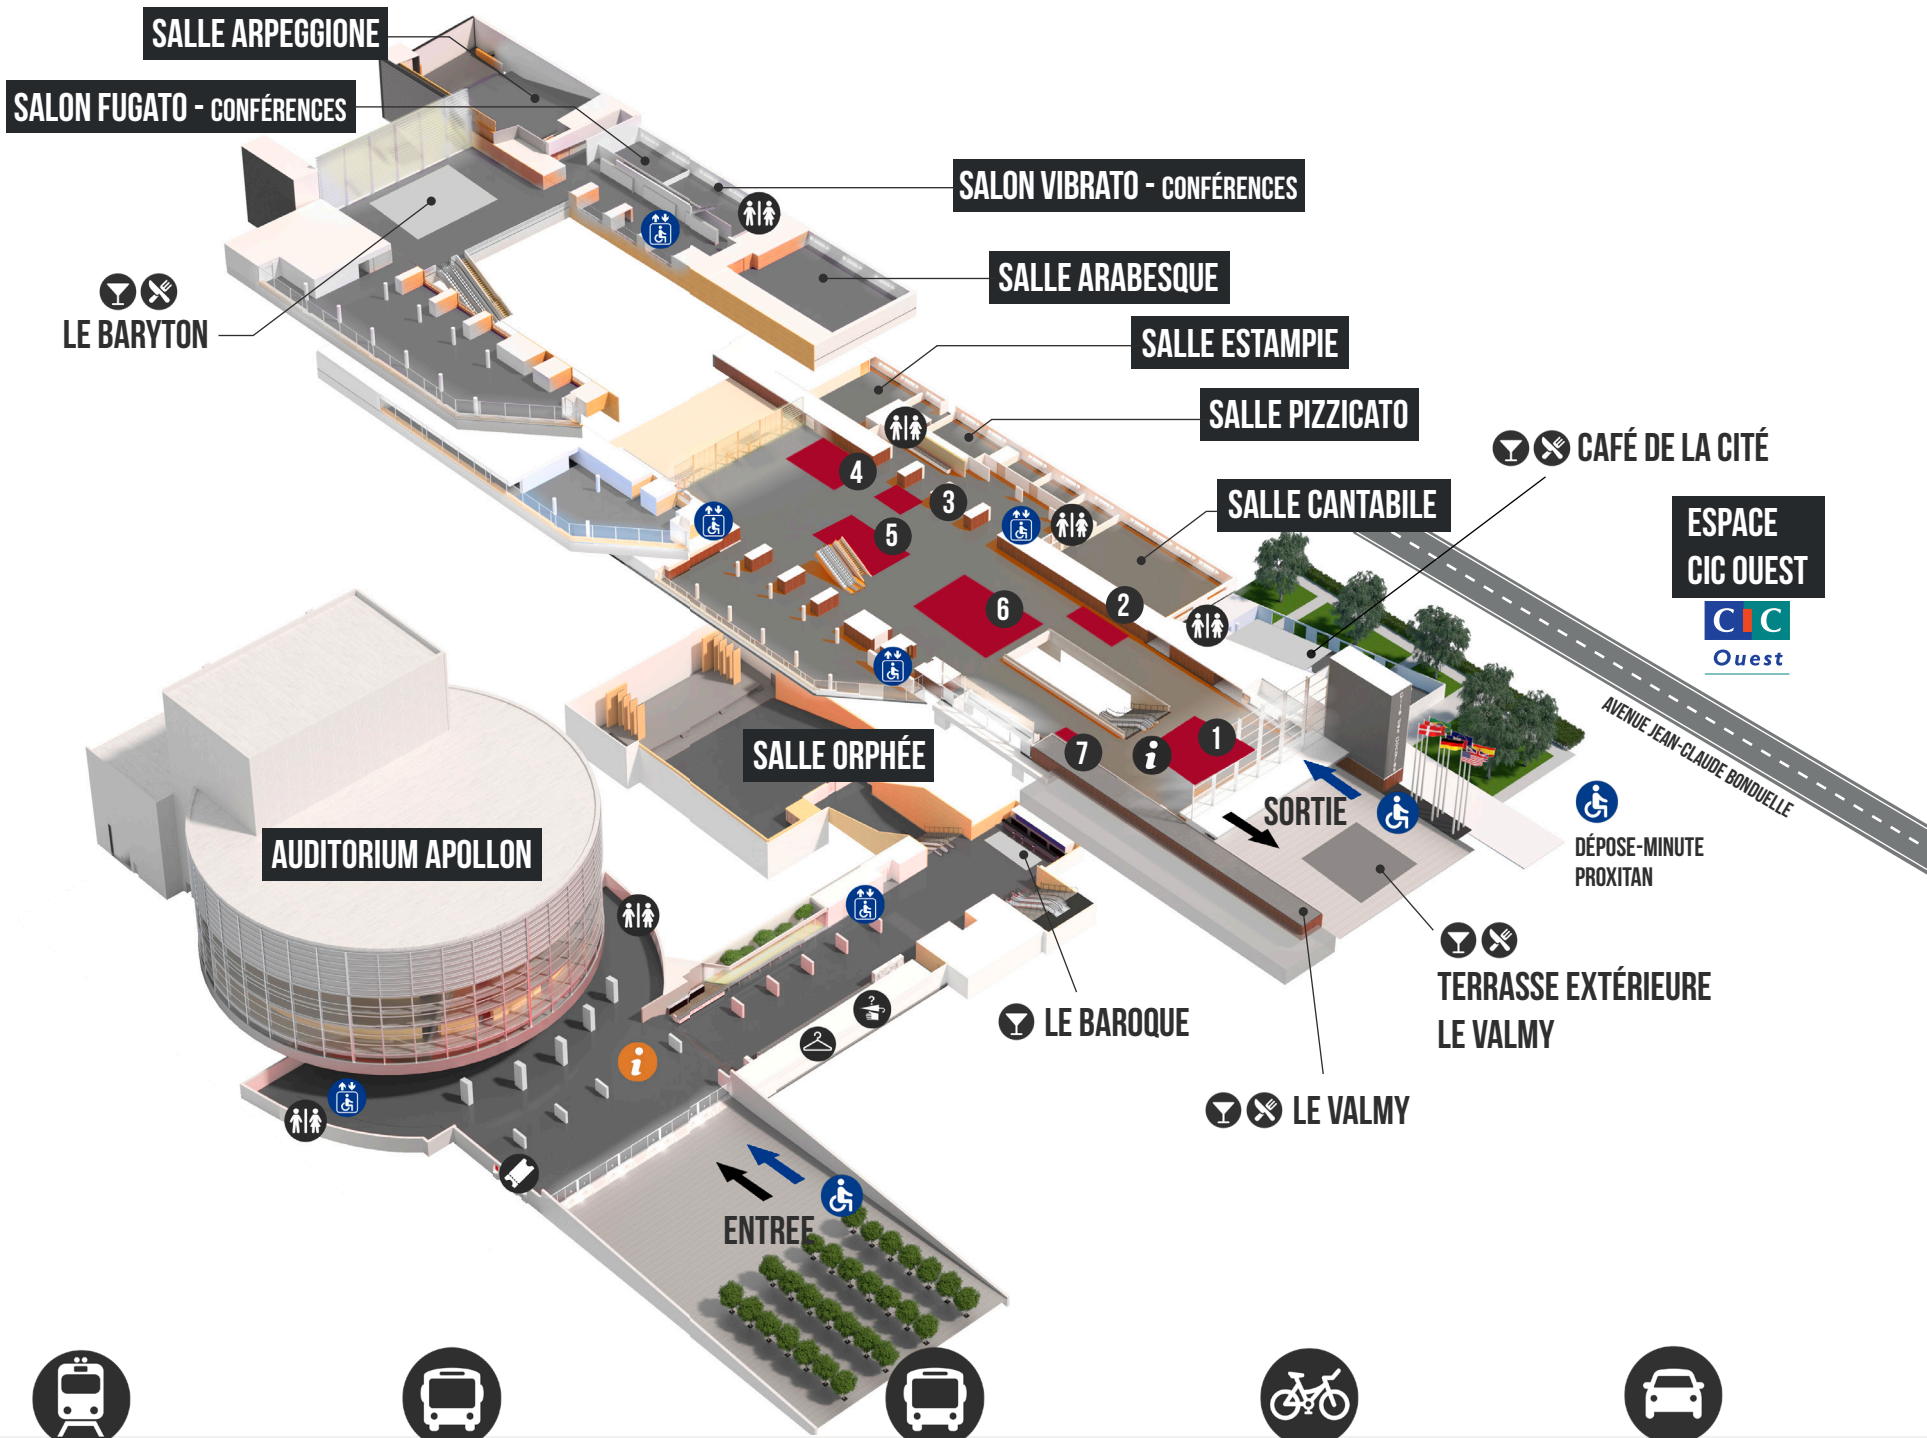 SALLE ARPEGGIONE
SALON FUGATO - CONFÉRENCES
SALON VIBRATO - CONFÉRENCES
SALLE ARABESQUE
LE BARYTON
SALLE ESTAMPIE
SALLE PIZZICATO
CAFÉ DE LA CITÉ
SALLE CANTABILE
ESPACE
CIC OUEST
CIC
Ouest
4
3
5
6
2
1
7
i
AVENUE JEAN-CLAUDE BONDUELLE
SALLE ORPHÉE
SORTIE
DÉPOSE-MINUTE
PROXITAN
AUDITORIUM APOLLON
TERRASSE EXTÉRIEURE
LE VALMY
LE BAROQUE
?
i
LE VALMY
ENTREE